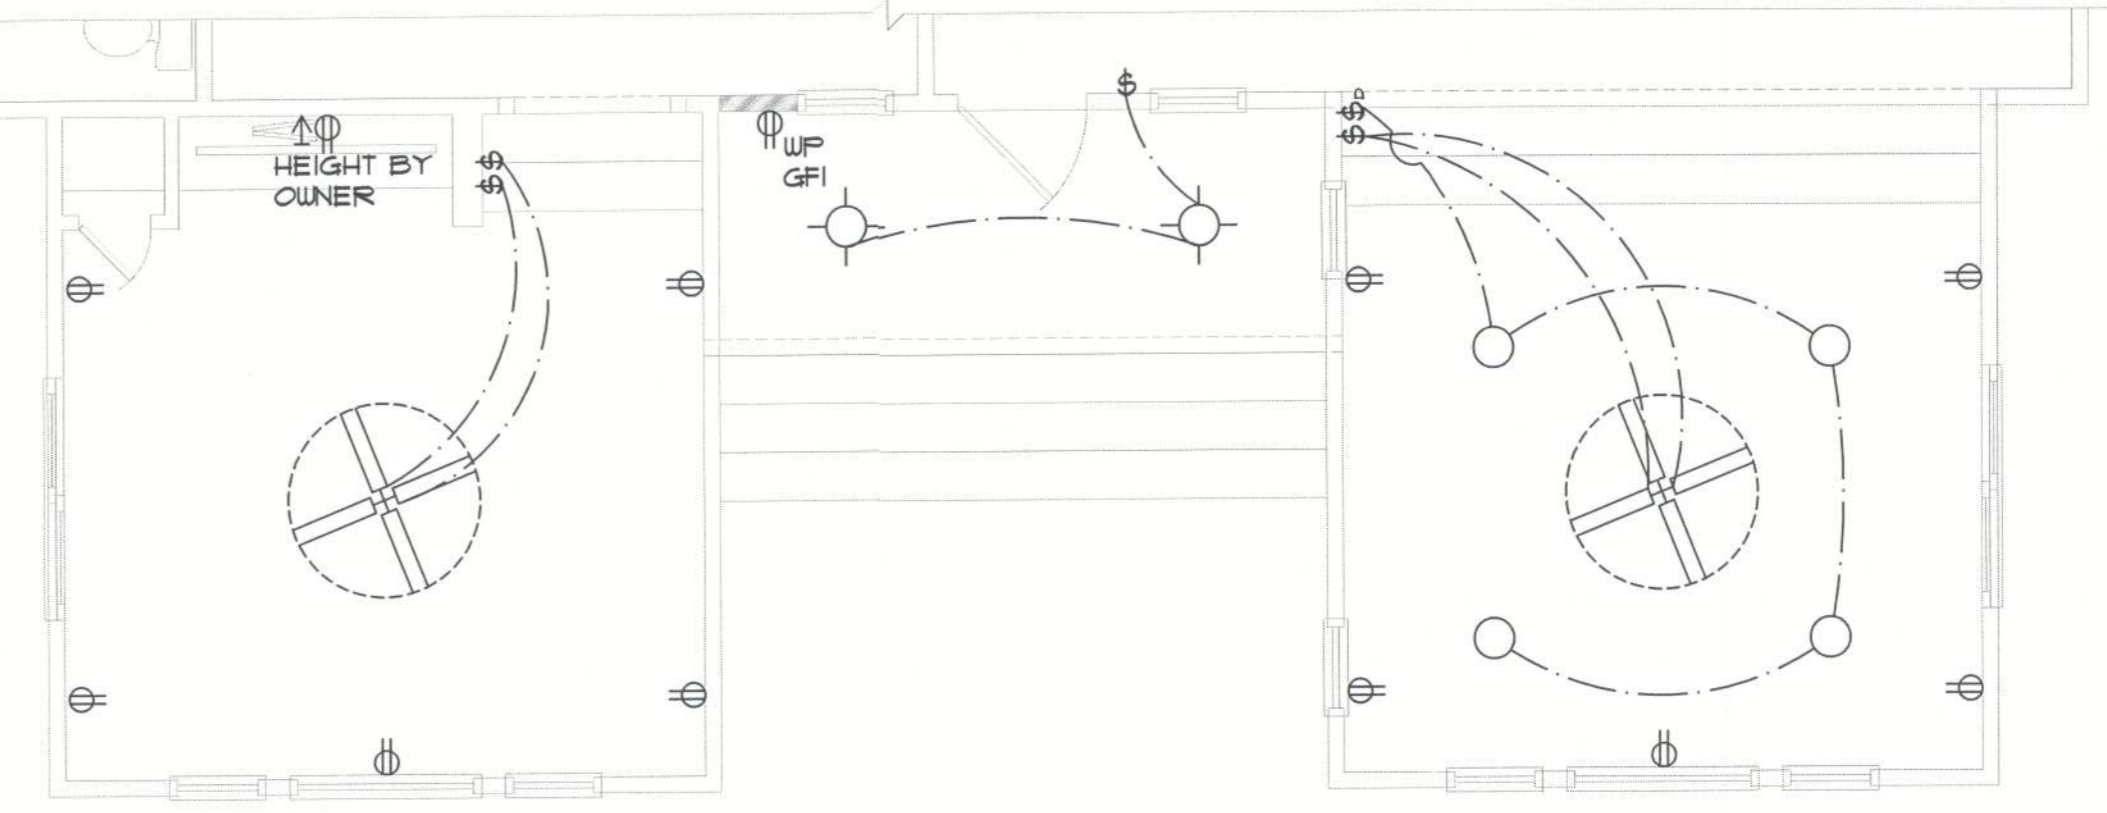 HEIGHT BY
OWNER
$
$
WP
GFI
$
$D
$